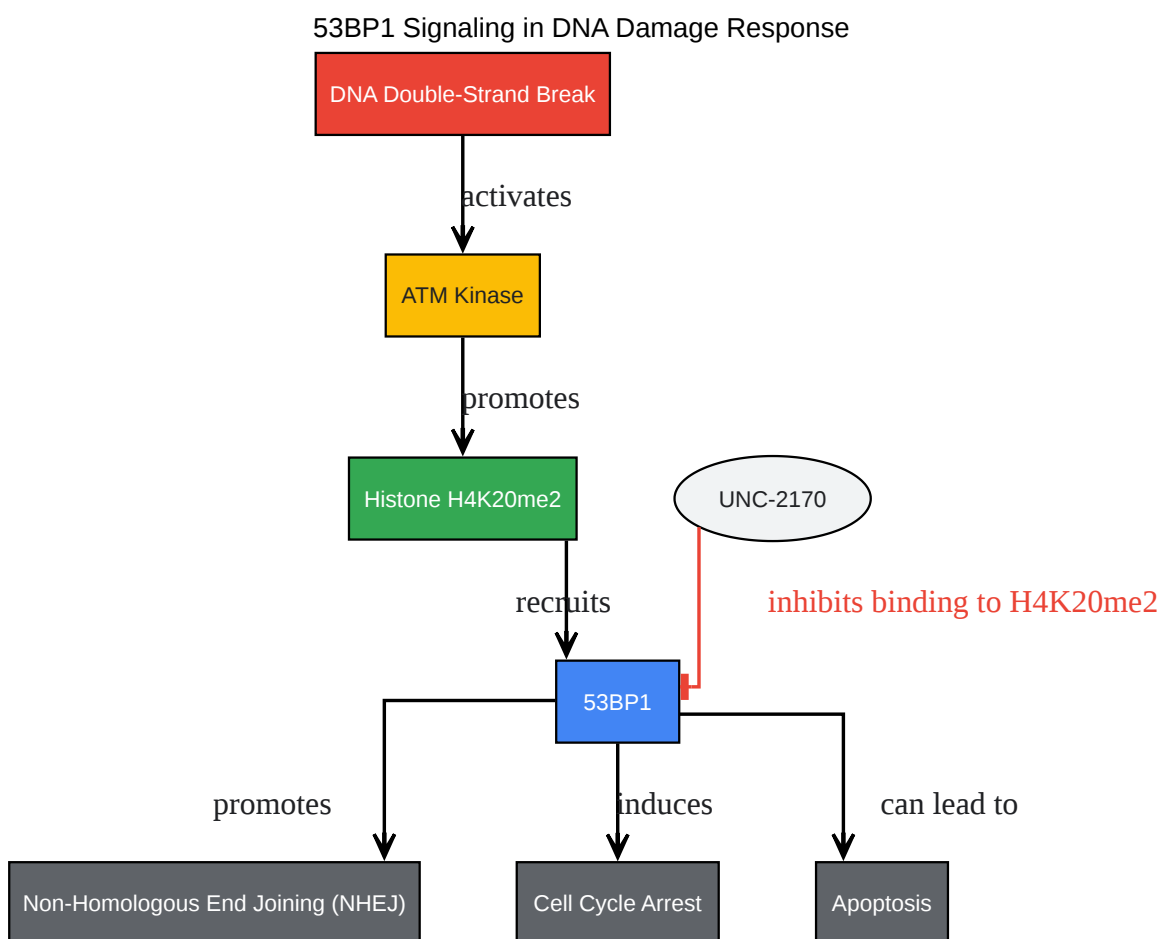 53BP1 Signaling in DNA Damage Response
DNA Double-Strand Break
activates
ATM Kinase
promotes
Histone H4K20me2
UNC-2170
recruits
inhibits binding to H4K20me2
53BP1
promotes
induces
can lead to
Non-Homologous End Joining (NHEJ)
Cell Cycle Arrest
Apoptosis